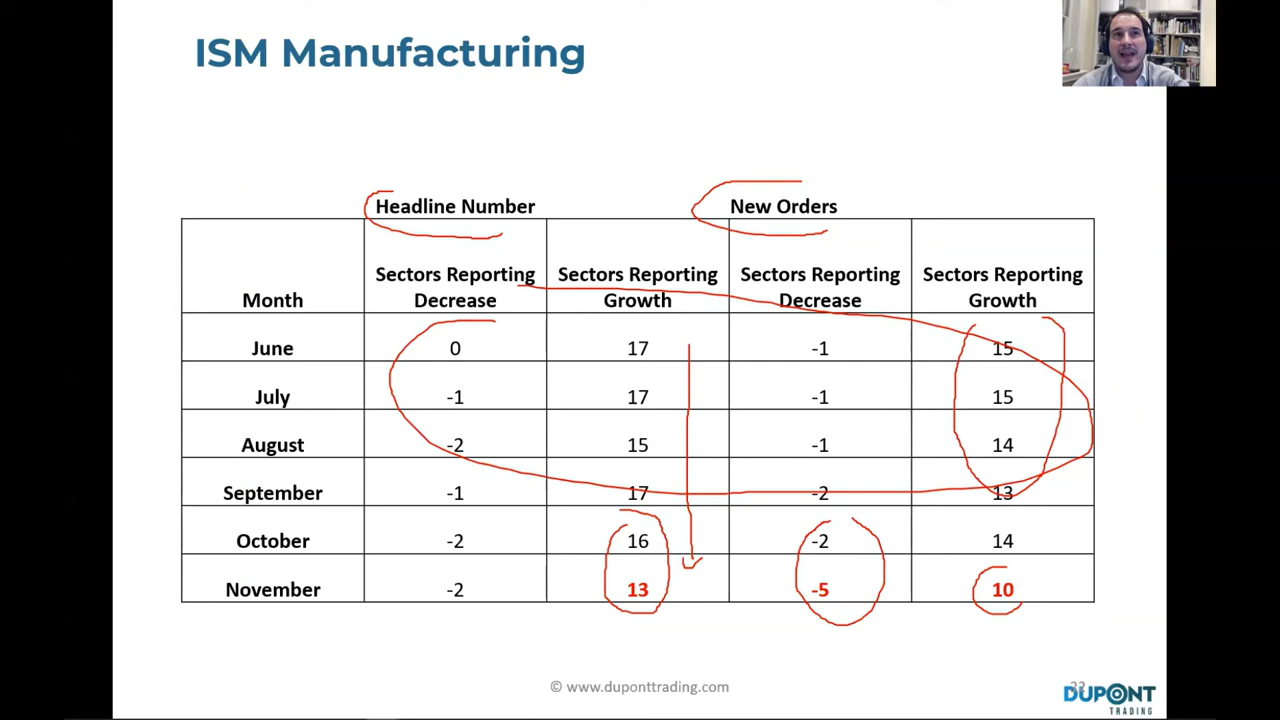 ISM Manufacturing
Headline Number New Orders
Month Sectors Reporting Decrease Sectors Reporting Growth Sectors Reporting Decrease Sectors Reporting Growth
June 0 17 -1 15
July -1 17 -1 15
August -2 15 -1 14
September -1 17 -2 13
October -2 16 -2 14
November -2 13 -5 10
© www.duponttrading.com
DUPONT
TRADING